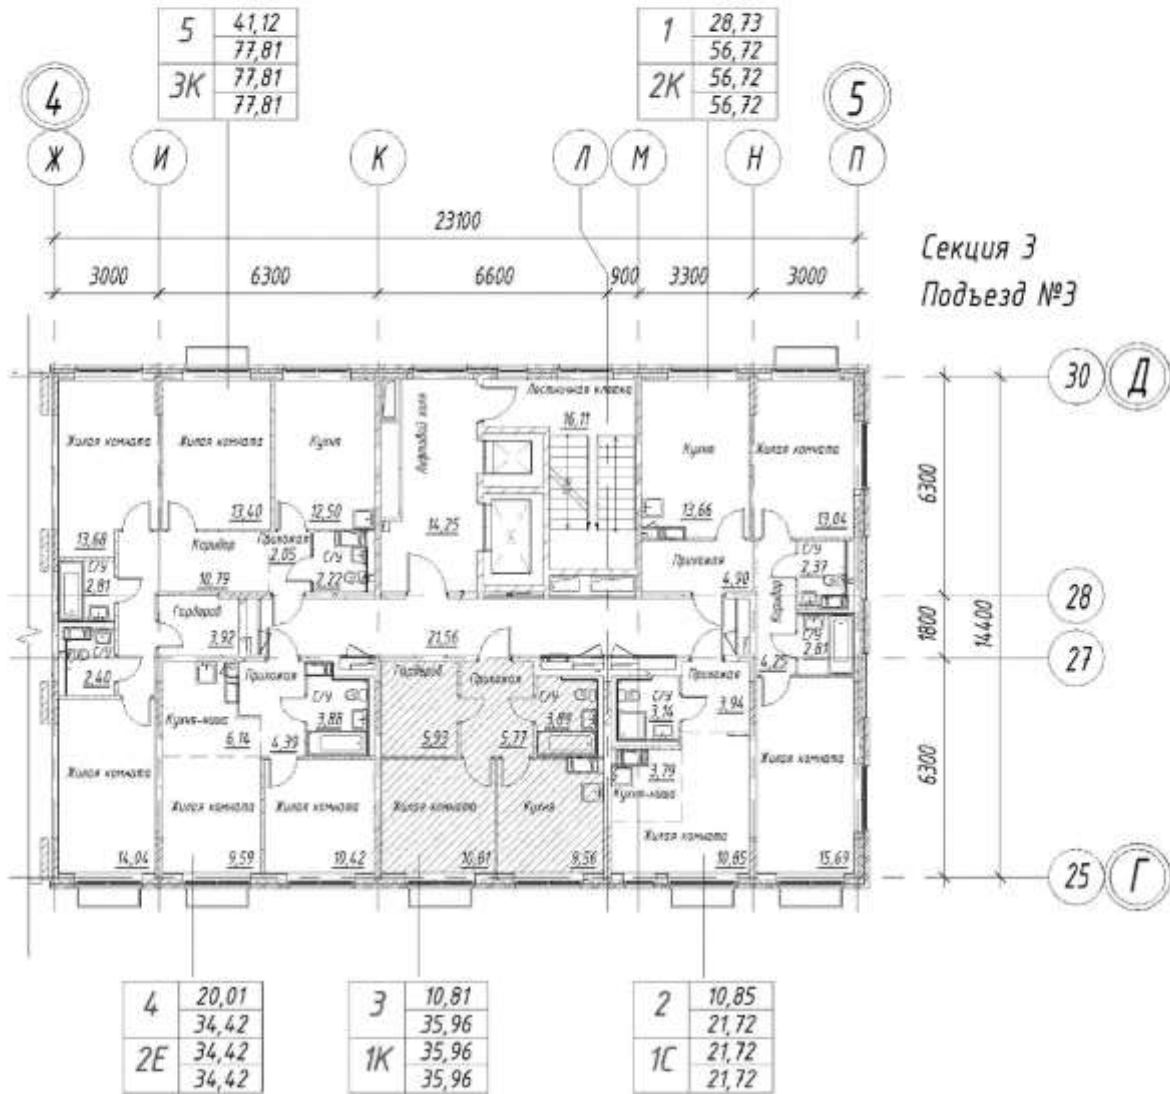 5 41,12
77,81
3К 77,81
77,81
1 28,73
56,72
2К 56,72
56,72
4 5
Ж И К Л М Н П
23100
3000 6300 6600 900 3300 3000
Секция 3
Подъезд №3
30 Д
6300
28
1800
14400
27
6300
25 Г
Жилая комната
13,68
Жилая комната
13,40
Кухня
12,50
Лифтовой холл
14,25
Лестничная клетка
16,11
Кухня
13,66
Жилая комната
13,04
Коридор
10,79
Прихожая
2,05
С/У
2,22
С/У
2,81
Гардероб
3,92
С/У
2,40
21,56
Прихожая
4,90
С/У
2,37
Коридор
4,25
С/У
2,81
Прихожая
4,39
С/У
3,88
Кухня-ниша
6,14
Гардероб
5,93
Прихожая
5,77
С/У
3,89
С/У
3,14
Прихожая
3,94
3,79
Кухня-ниша
Жилая комната
14,04
Жилая комната
9,59
Жилая комната
10,42
Жилая комната
10,81
Кухня
8,56
Жилая комната
10,85
Жилая комната
15,69
4 20,01
34,42
2Е 34,42
34,42
3 10,81
35,96
1К 35,96
35,96
2 10,85
21,72
1С 21,72
21,72